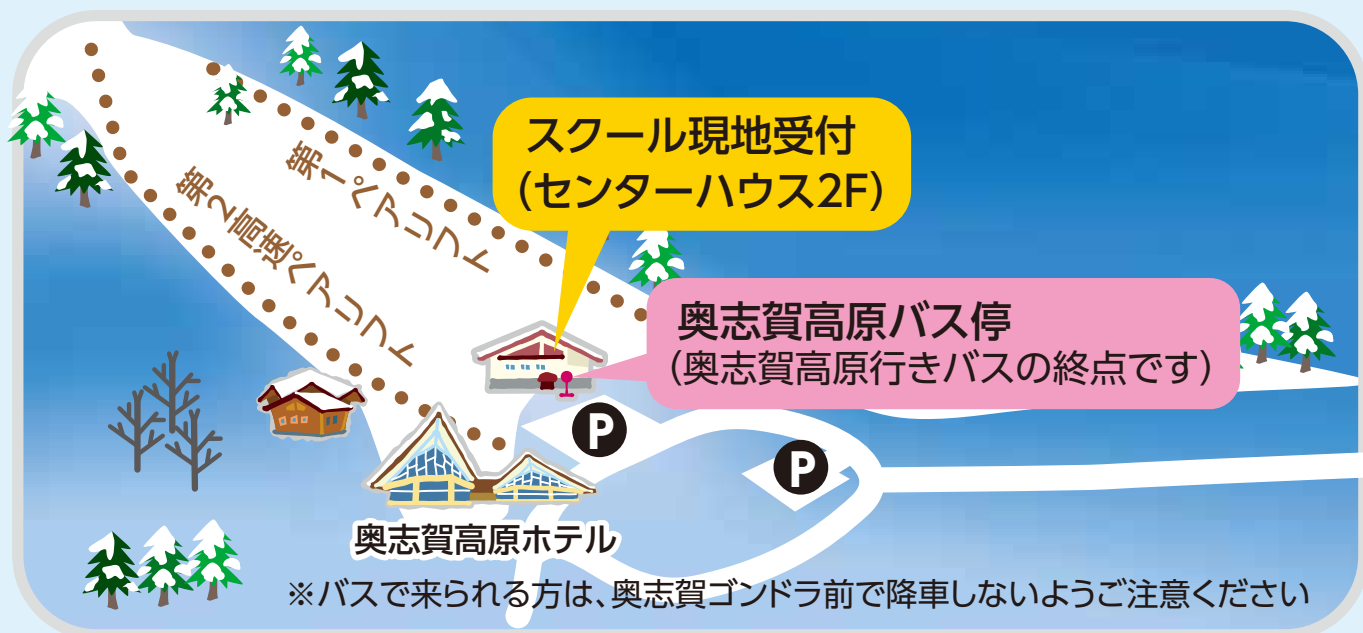 スクール現地受付
(センターハウス2F)
第1ペアリフト
第2高速ペアリフト
奥志賀高原バス停
(奥志賀高原行きバスの終点です)
P
P
奥志賀高原ホテル
※バスで来られる方は、奥志賀ゴンドラ前で降車しないようご注意ください